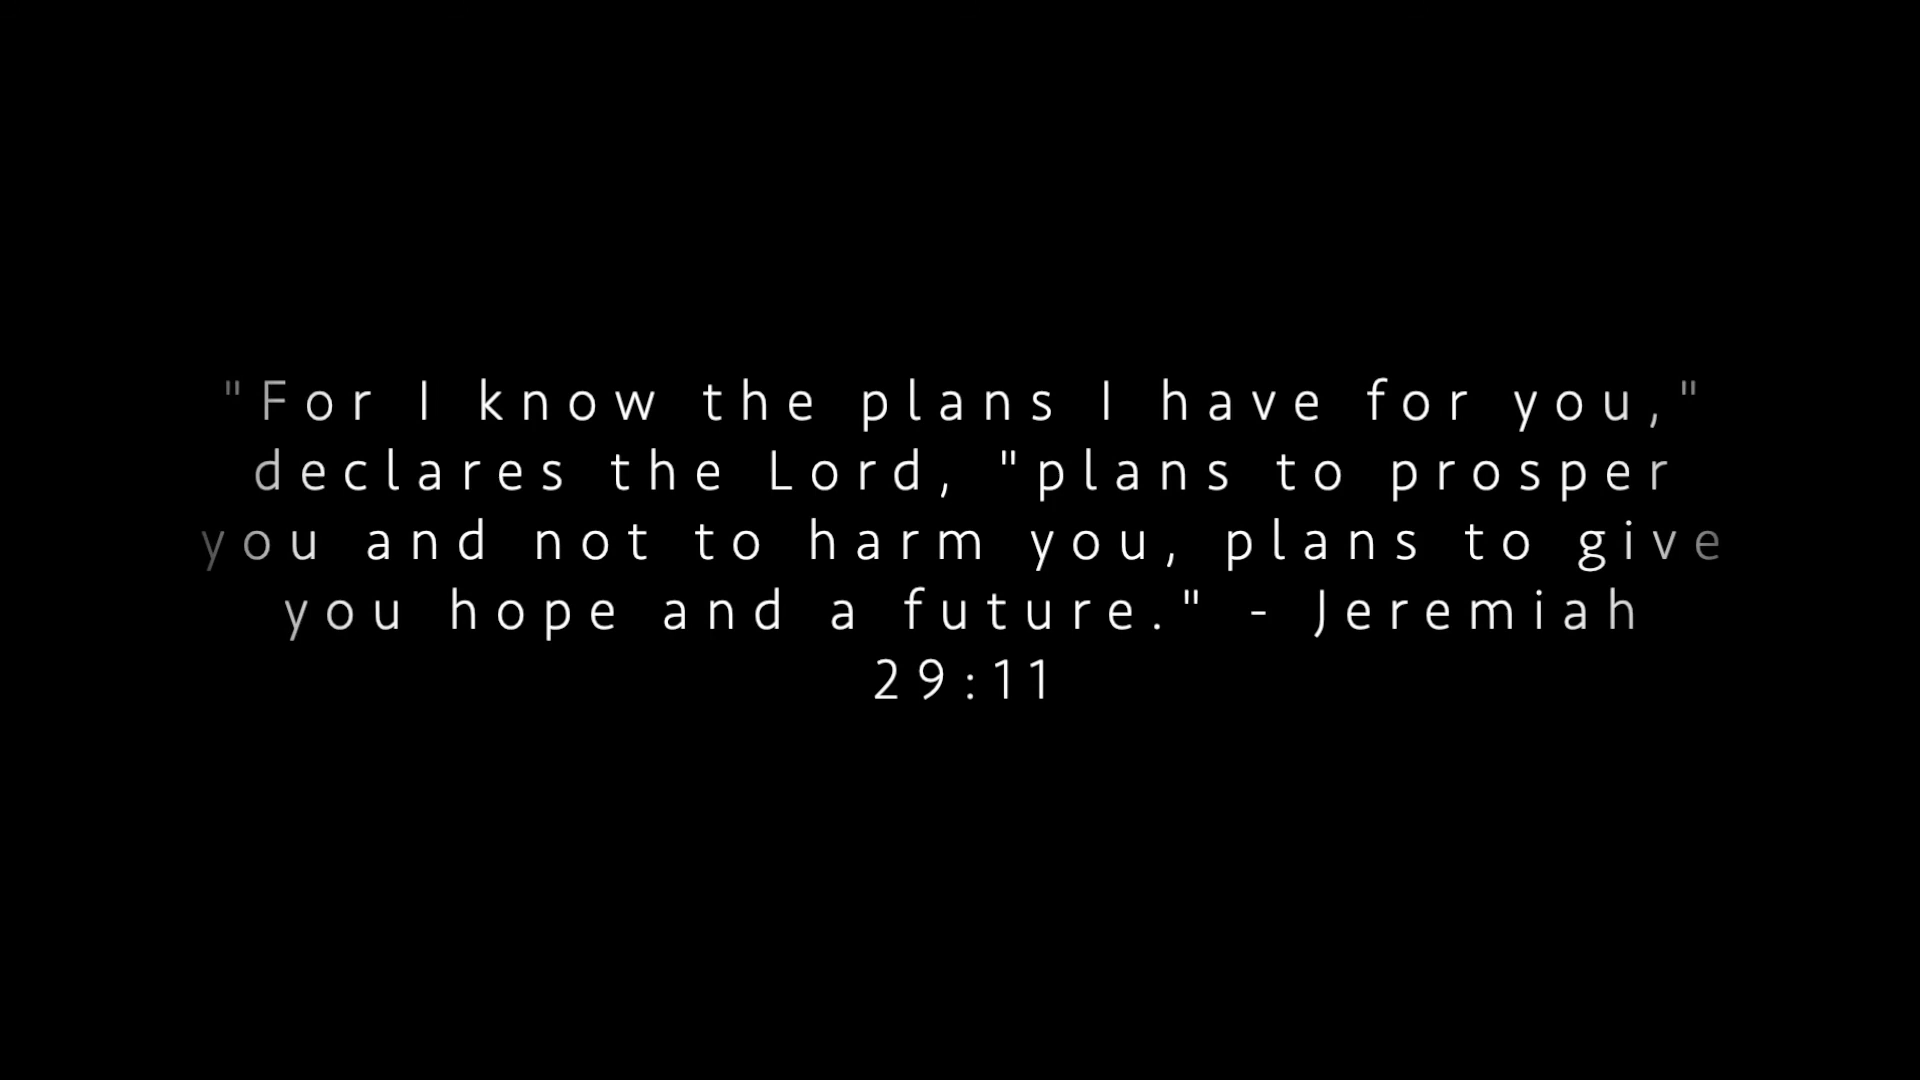 "For I know the plans I have for you,"
declares the Lord, "plans to prosper
you and not to harm you, plans to give
you hope and a future." - Jeremiah
29:11